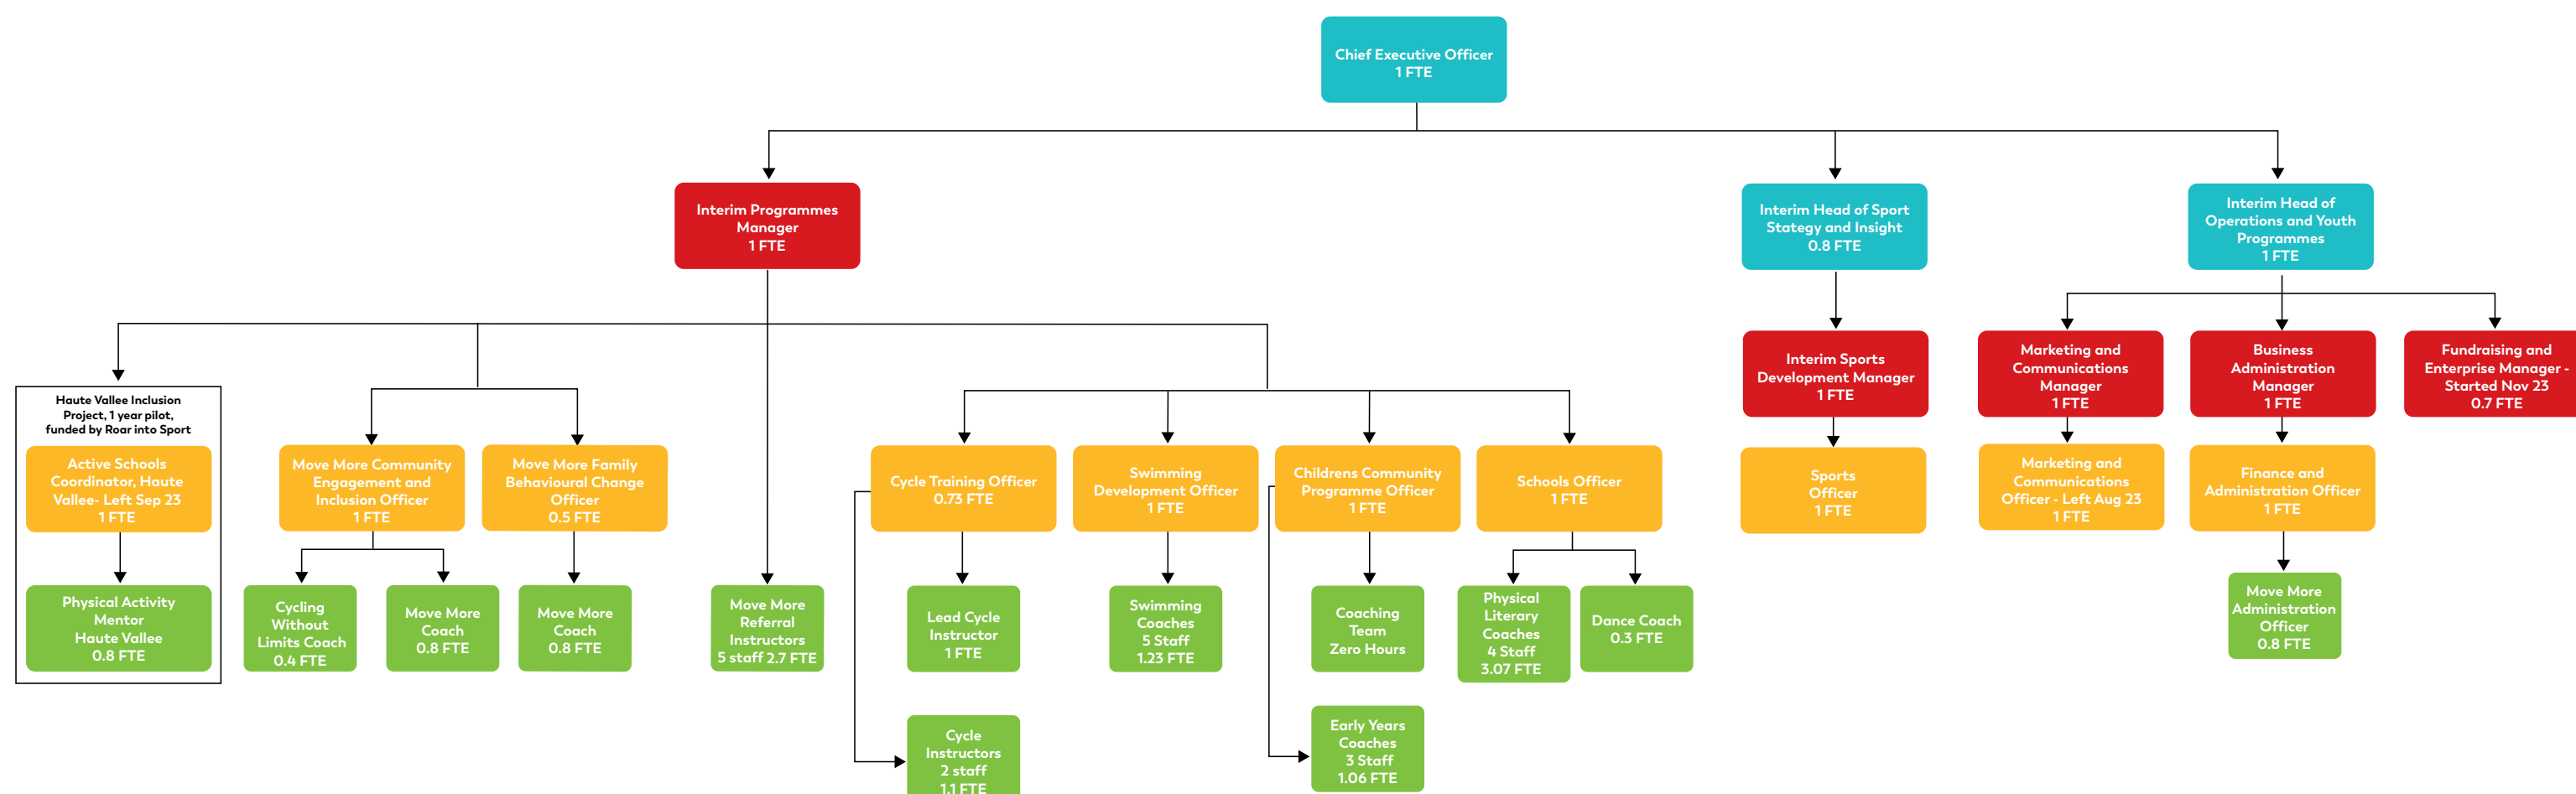 Chief Executive Officer
1 FTE
Interim Programmes
Manager
1 FTE
Interim Head of Sport
Stategy and Insight
0.8 FTE
Interim Head of
Operations and Youth
Programmes
1 FTE
Interim Sports
Development Manager
1 FTE
Marketing and
Communications
Manager
1 FTE
Business
Administration
Manager
1 FTE
Fundraising and
Enterprise Manager -
Started Nov 23
0.7 FTE
Haute Vallee Inclusion
Project, 1 year pilot,
funded by Roar into Sport
Active Schools
Coordinator, Haute
Vallee- Left Sep 23
1 FTE
Move More Community
Engagement and
Inclusion Officer
1 FTE
Move More Family
Behavioural Change
Officer
0.5 FTE
Cycle Training Officer
0.73 FTE
Swimming
Development Officer
1 FTE
Childrens Community
Programme Officer
1 FTE
Schools Officer
1 FTE
Sports
Officer
1 FTE
Marketing and
Communications
Officer - Left Aug 23
1 FTE
Finance and
Administration Officer
1 FTE
Physical Activity
Mentor
Haute Vallee
0.8 FTE
Cycling
Without
Limits Coach
0.4 FTE
Move More
Coach
0.8 FTE
Move More
Coach
0.8 FTE
Move More
Referral
Instructors
5 staff 2.7 FTE
Lead Cycle
Instructor
1 FTE
Swimming
Coaches
5 Staff
1.23 FTE
Coaching
Team
Zero Hours
Physical
Literary
Coaches
4 Staff
3.07 FTE
Dance Coach
0.3 FTE
Move More
Administration
Officer
0.8 FTE
Cycle
Instructors
2 staff
1.1 FTE
Early Years
Coaches
3 Staff
1.06 FTE